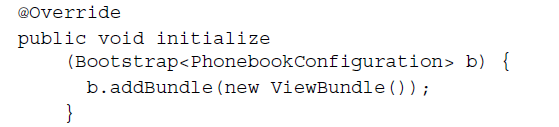 @Override
public void initialize
(Bootstrap<PhonebookConfiguration> b) {
b.addBundle(new ViewBundle());
}